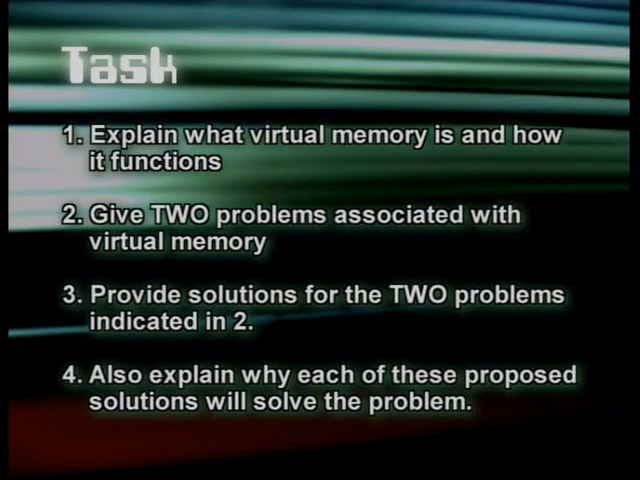 Task
1. Explain what virtual memory is and how
it functions
2. Give TWO problems associated with
virtual memory
3. Provide solutions for the TWO problems
indicated in 2.
4. Also explain why each of these proposed
solutions will solve the problem.